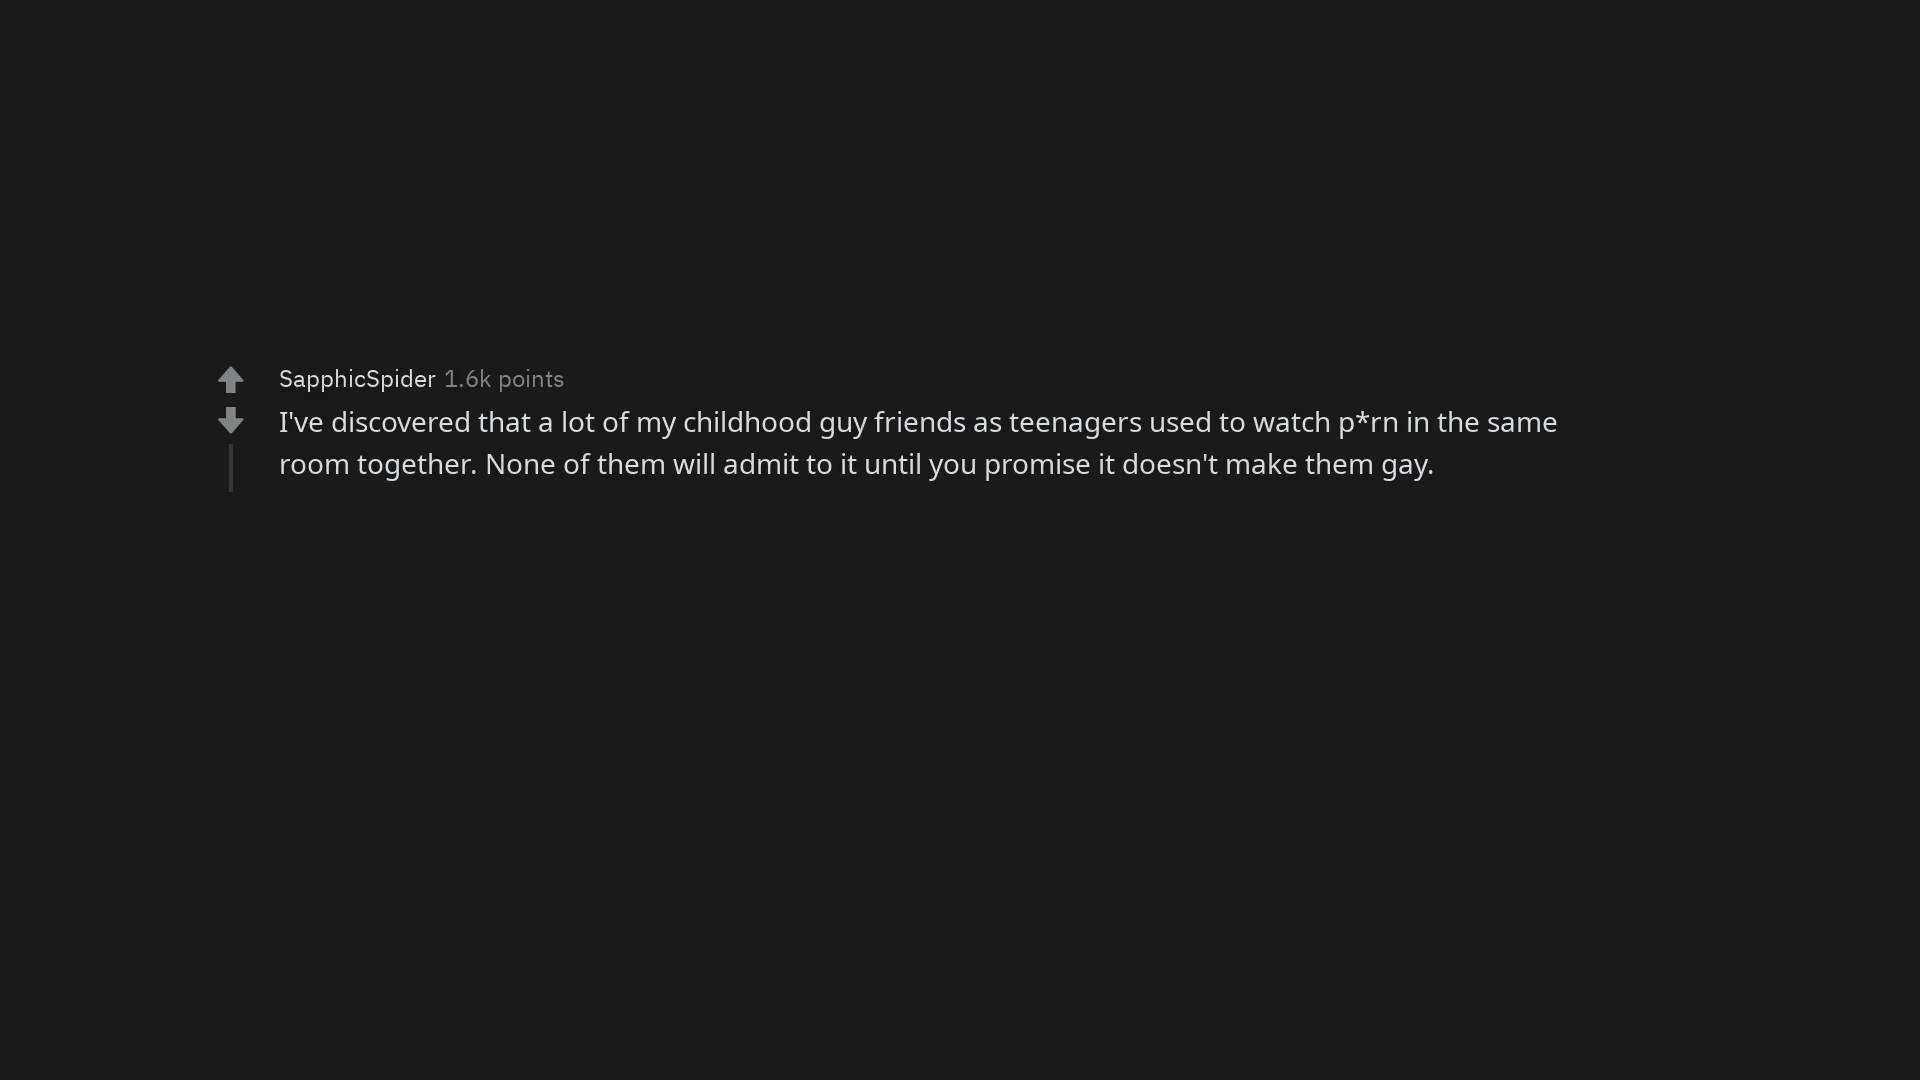 SapphicSpider 1.6k points
I've discovered that a lot of my childhood guy friends as teenagers used to watch p*rn in the same
room together. None of them will admit to it until you promise it doesn't make them gay.